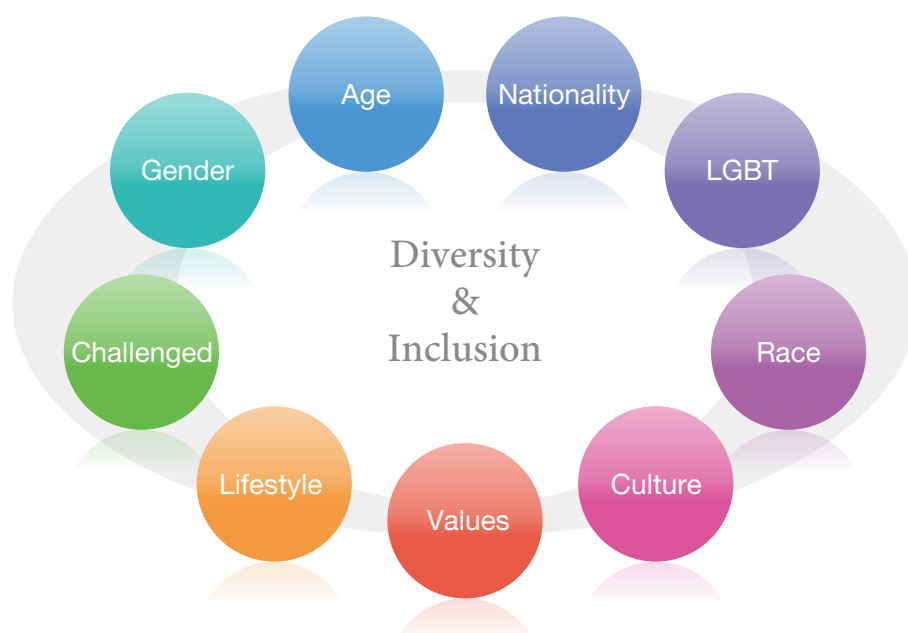 Age
Nationality
Gender
LGBT
Diversity
&
Inclusion
Challenged
Race
Lifestyle
Culture
Values